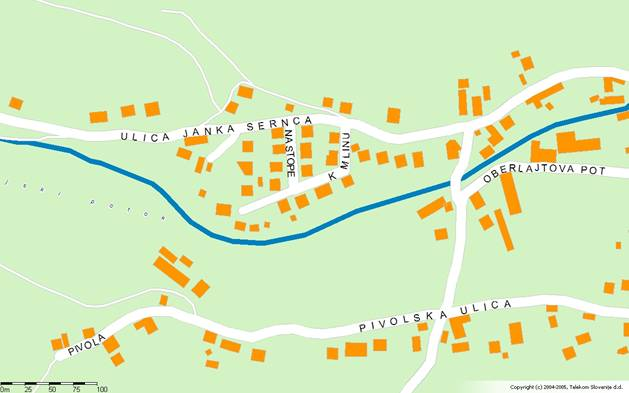 ULICA JANKA SERNCA
NA STOPE
K MLINU
OBERLAJTOVA POT
potok
PIVOLSKA ULICA
PIVOLA
0m 25 50 75 100
Copyright (c) 2004-2005, Telekom Slovenije d.d.